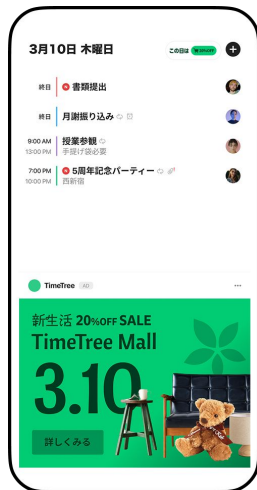 3月10日 木曜日
この日は 20%OFF
終日 書類提出
終日 月謝振り込み
9:00 AM 授業参観
13:00 PM 手提げ袋必要
7:00 PM 5周年記念パーティー
10:00 PM 西新宿
TimeTree AD
新生活 20%OFF SALE
TimeTree Mall
3.10
詳しくみる